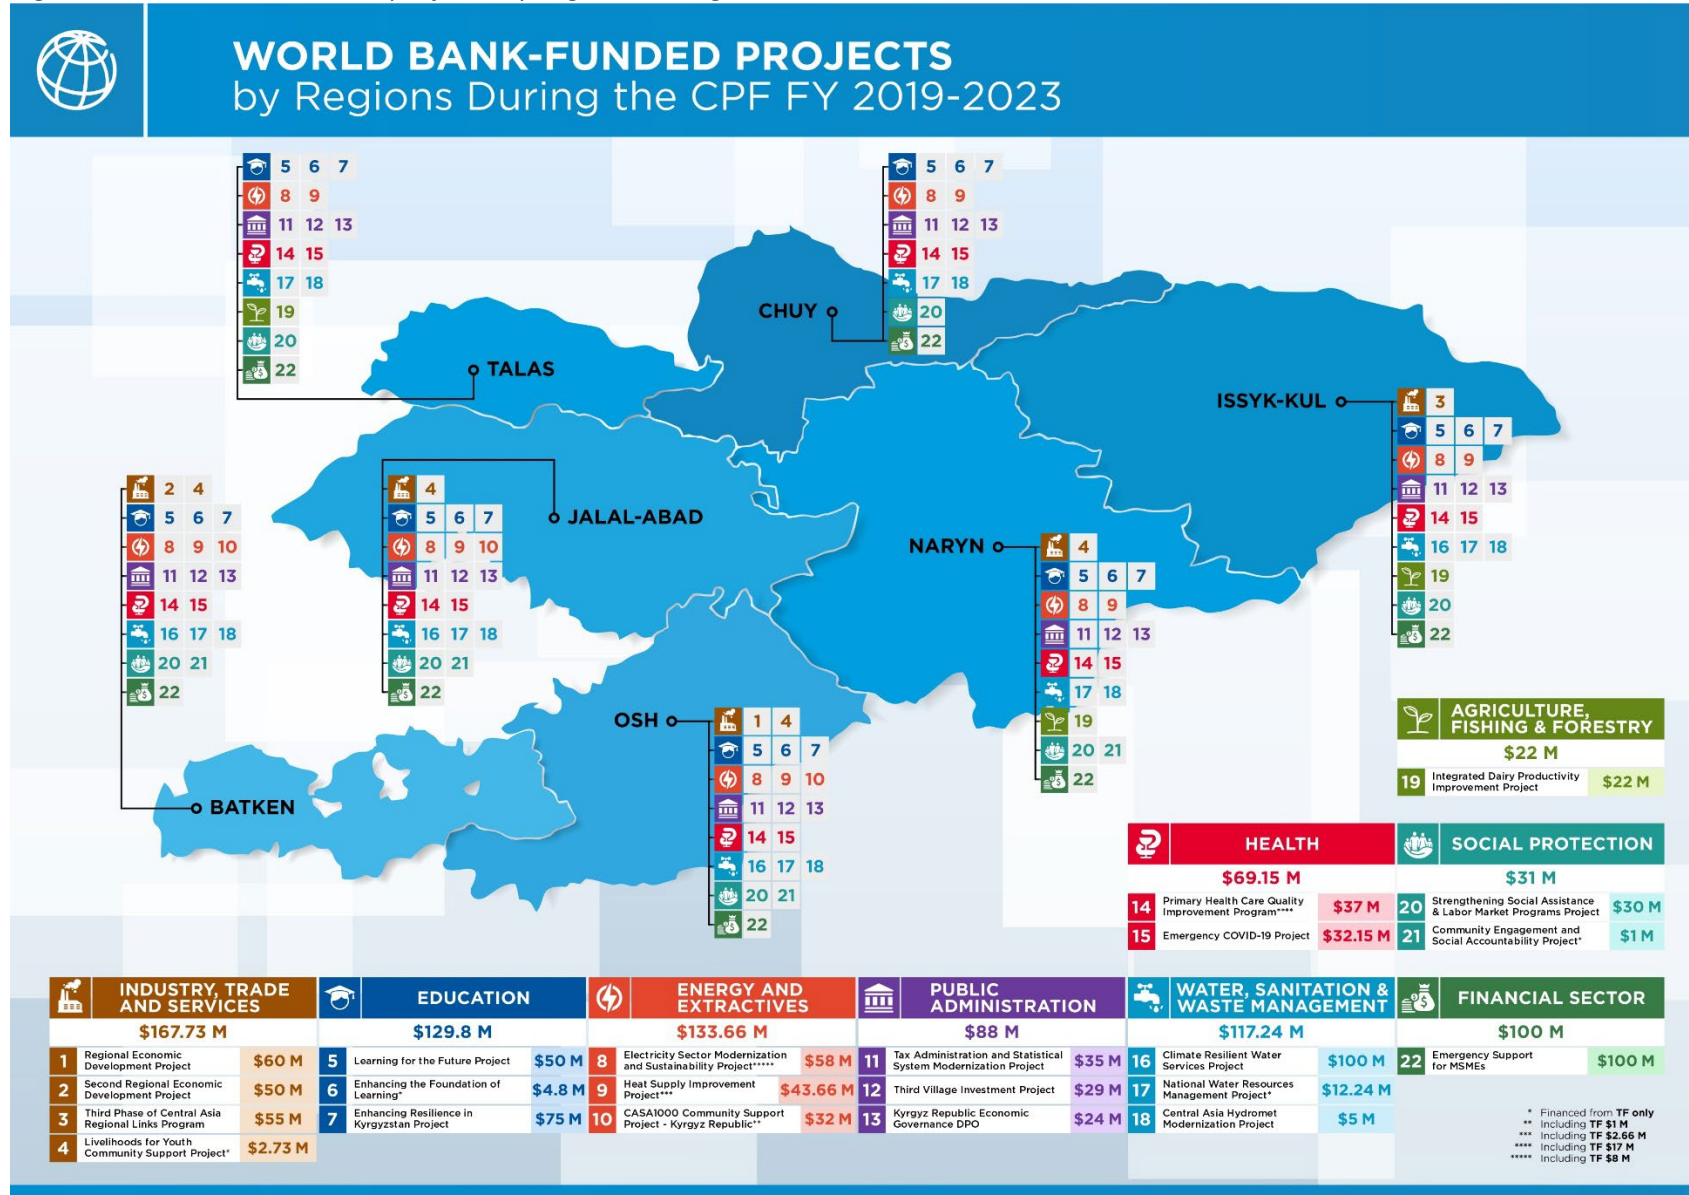 WORLD BANK-FUNDED PROJECTS
by Regions During the CPF FY 2019-2023
5 6 7
8 9
11 12 13
14 15
17 18
19
20
22
TALAS
5 6 7
8 9
11 12 13
14 15
17 18
20
22
CHUY
ISSYK-KUL
3
5 6 7
8 9
11 12 13
14 15
16 17 18
19
20
22
2 4
5 6 7
8 9 10
11 12 13
14 15
16 17 18
20 21
22
BATKEN
4
5 6 7
8 9 10
11 12 13
14 15
16 17 18
20 21
22
JALAL-ABAD
NARYN
4
5 6 7
8 9
11 12 13
14 15
17 18
19
20 21
22
OSH
1 4
5 6 7
8 9 10
11 12 13
14 15
16 17 18
20 21
22
AGRICULTURE,
FISHING & FORESTRY
$22 M
19 Integrated Dairy Productivity
Improvement Project $22 M
HEALTH
$69.15 M
14 Primary Health Care Quality
Improvement Program**** $37 M
15 Emergency COVID-19 Project $32.15 M
SOCIAL PROTECTION
$31 M
20 Strengthening Social Assistance
& Labor Market Programs Project $30 M
21 Community Engagement and
Social Accountability Project* $1 M
INDUSTRY, TRADE
AND SERVICES
$167.73 M
1 Regional Economic
Development Project $60 M
2 Second Regional Economic
Development Project $50 M
3 Third Phase of Central Asia
Regional Links Program $55 M
4 Livelihoods for Youth
Community Support Project* $2.73 M
EDUCATION
$129.8 M
5 Learning for the Future Project $50 M
6 Enhancing the Foundation of
Learning* $4.8 M
7 Enhancing Resilience in
Kyrgyzstan Project $75 M
ENERGY AND
EXTRACTIVES
$133.66 M
8 Electricity Sector Modernization
and Sustainability Project***** $58 M
9 Heat Supply Improvement
Project*** $43.66 M
10 CASA1000 Community Support
Project - Kyrgyz Republic** $32 M
PUBLIC
ADMINISTRATION
$88 M
11 Tax Administration and Statistical
System Modernization Project $35 M
12 Third Village Investment Project $29 M
13 Kyrgyz Republic Economic
Governance DPO $24 M
WATER, SANITATION &
WASTE MANAGEMENT
$117.24 M
16 Climate Resilient Water
Services Project $100 M
17 National Water Resources
Management Project* $12.24 M
18 Central Asia Hydromet
Modernization Project $5 M
FINANCIAL SECTOR
$100 M
22 Emergency Support
for MSMEs $100 M
* Financed from TF only
** Including TF $1 M
*** Including TF $2.66 M
**** Including TF $17 M
***** Including TF $8 M